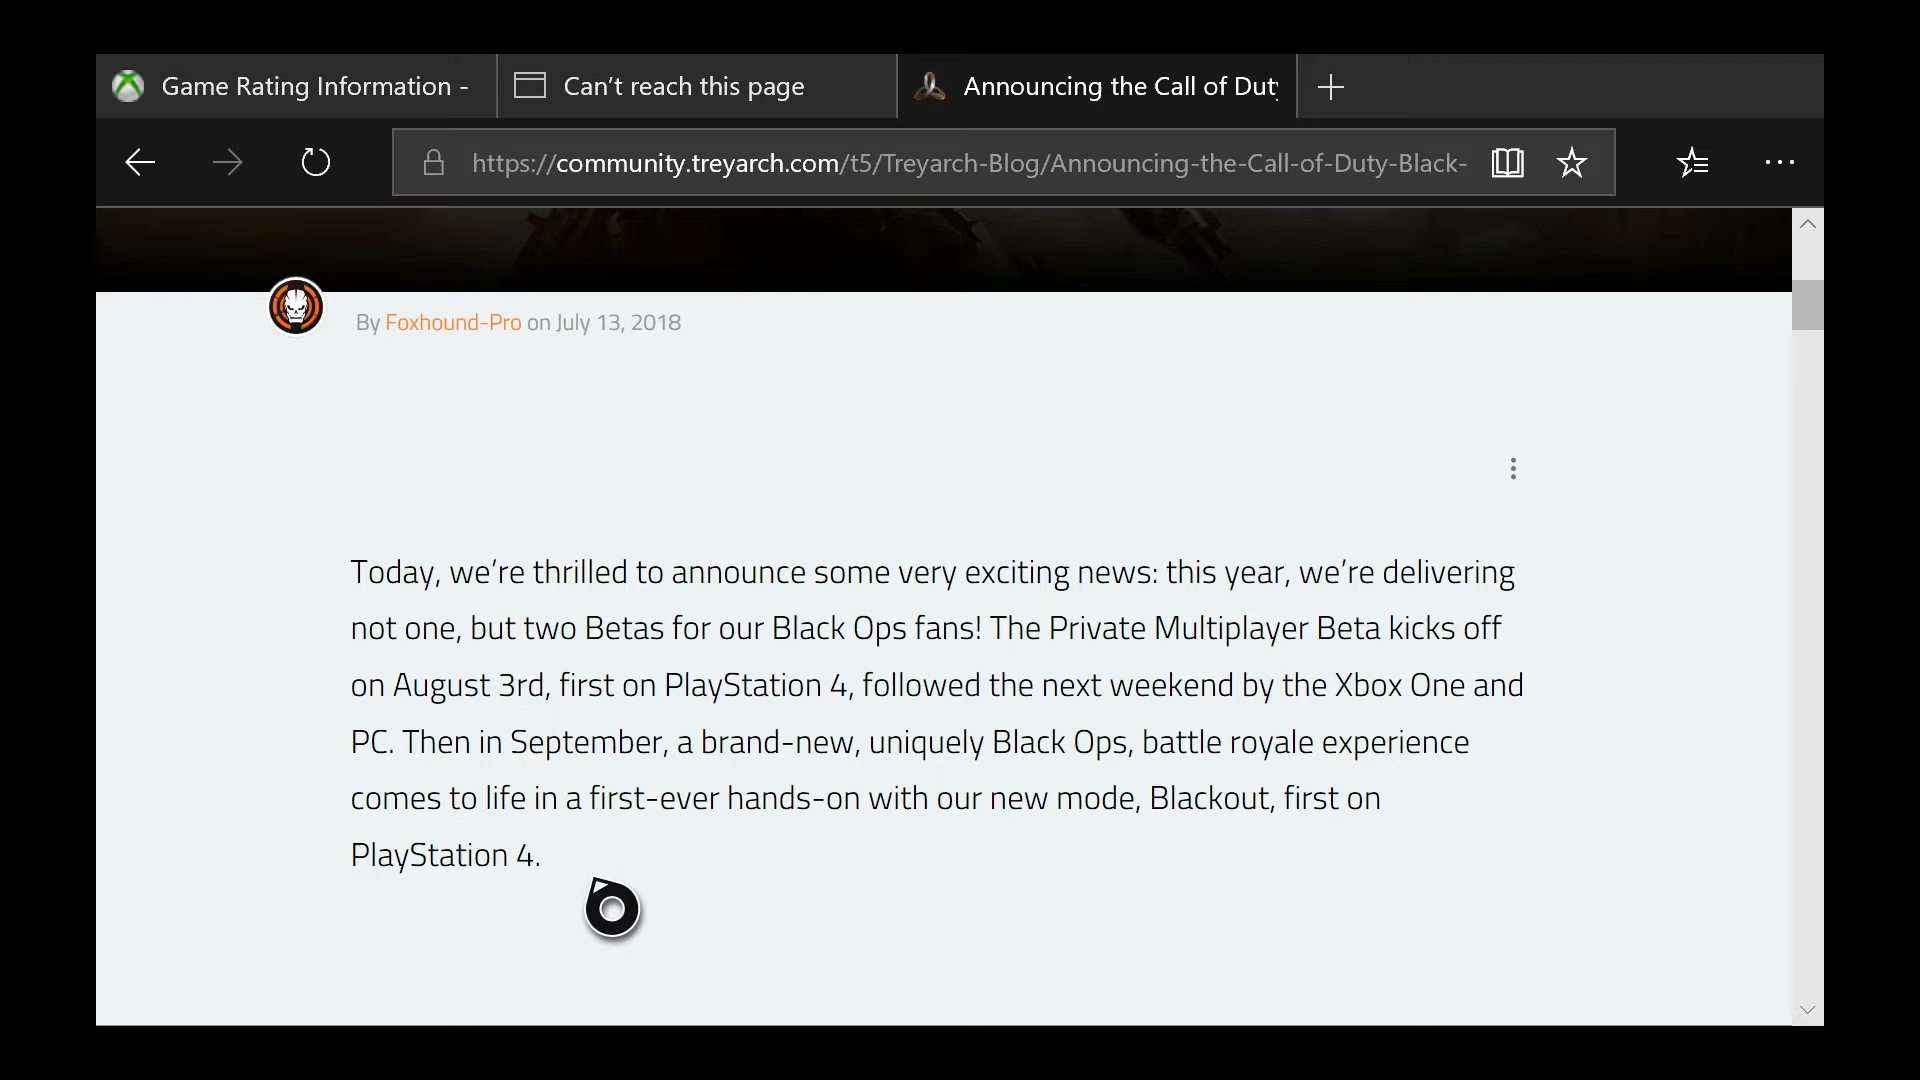 Game Rating Information -
Can’t reach this page
Announcing the Call of Duty
https://community.treyarch.com/t5/Treyarch-Blog/Announcing-the-Call-of-Duty-Black-
By Foxhound-Pro on July 13, 2018
Today, we’re thrilled to announce some very exciting news: this year, we’re delivering
not one, but two Betas for our Black Ops fans! The Private Multiplayer Beta kicks off
on August 3rd, first on PlayStation 4, followed the next weekend by the Xbox One and
PC. Then in September, a brand-new, uniquely Black Ops, battle royale experience
comes to life in a first-ever hands-on with our new mode, Blackout, first on
PlayStation 4.